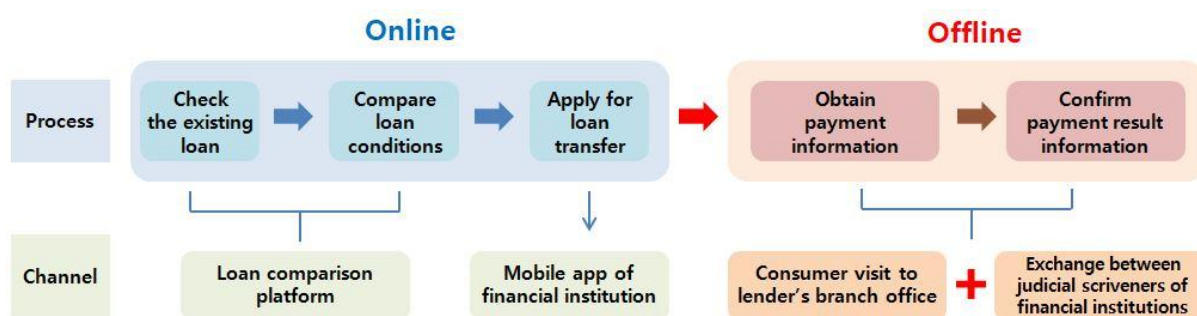 Online
Offline
Process
Check
the existing
loan
Compare
loan
conditions
Apply for
loan
transfer
Obtain
payment
information
Confirm
payment result
information
Channel
Loan comparison
platform
Mobile app of
financial institution
Consumer visit to
lender's branch office
Exchange between
judicial scriveners of
financial institutions